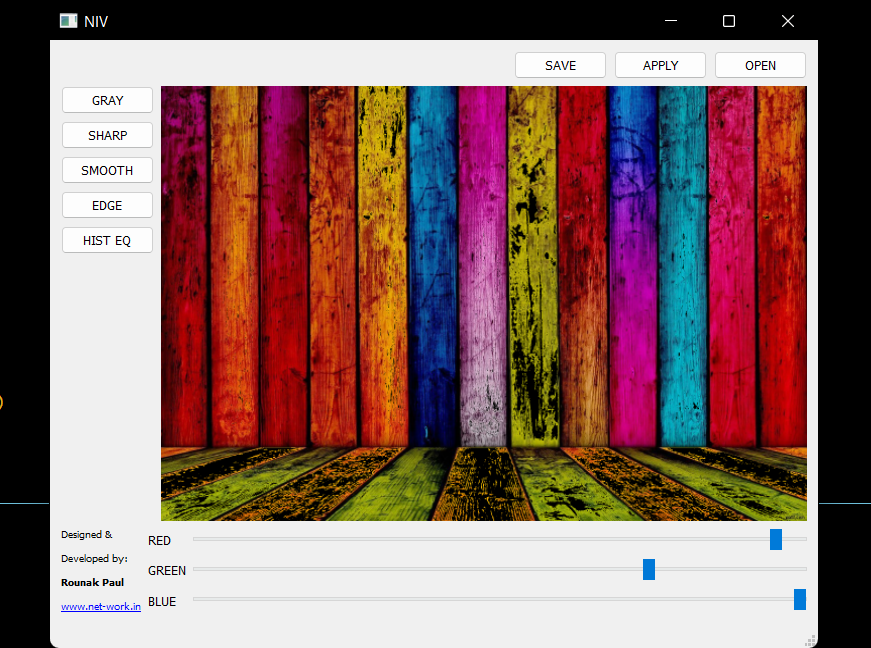 NIV
SAVE
APPLY
OPEN
GRAY
SHARP
SMOOTH
EDGE
HIST EQ
Designed &
Developed by:
Rounak Paul
www.net-work.in
RED
GREEN
BLUE